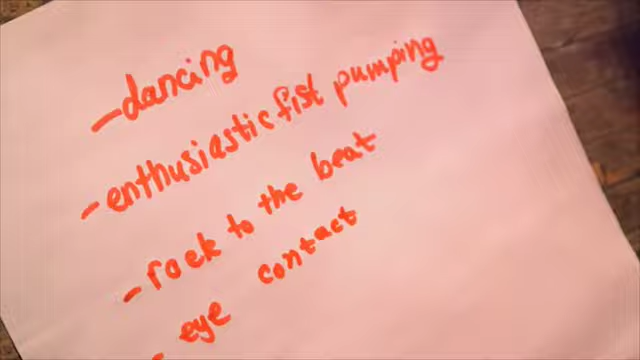 - dancing
- enthusiastic fist pumping
- rock to the beat
- eye contact